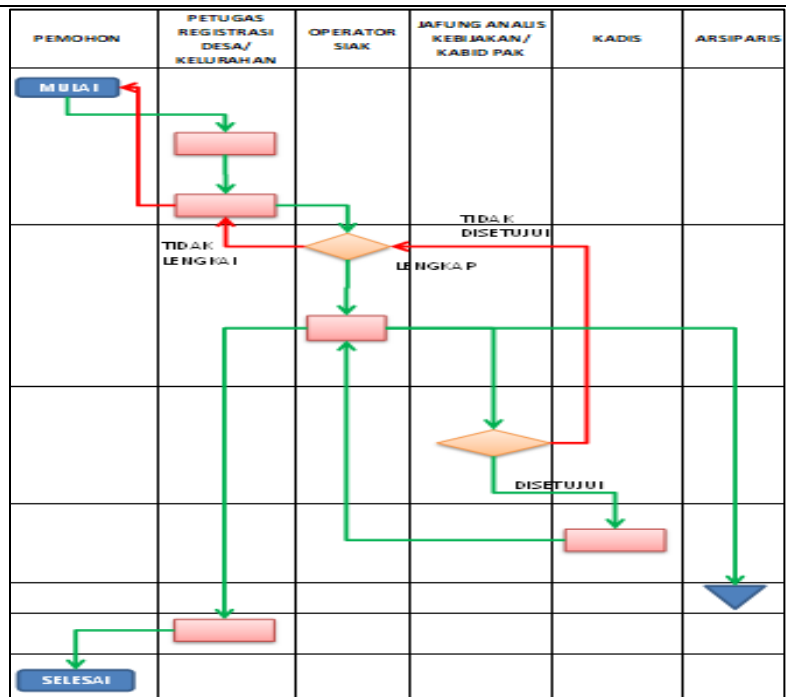 PEMOHON
PETUGAS
REGISTRASI
DESA/
KELURAHAN
OPERATOR
SIAK
JAFUNG ANALIS
KEBIJAKAN/
KABID PAK
KADIS
ARSIPARIS
MULAI
TIDAK
DISETUJUI
TIDAK
LENGKAI
LENGKAP
DISETUJUI
SELESAI